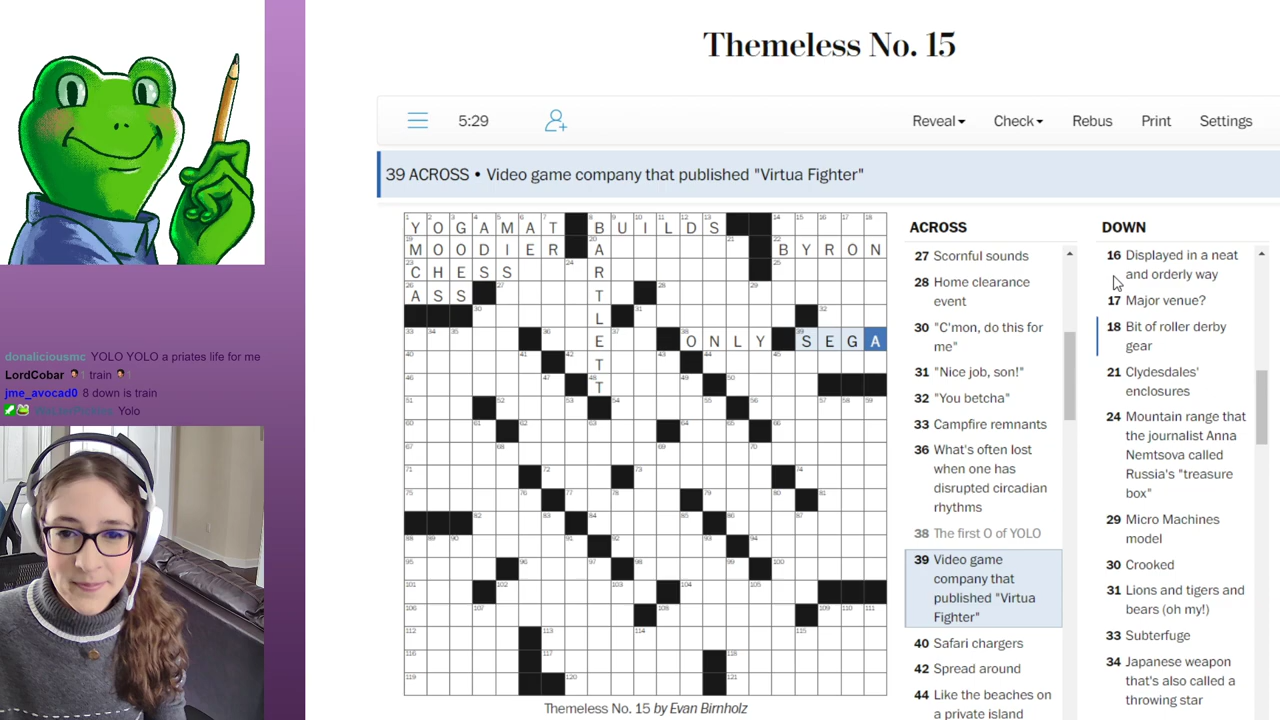 Themeless No. 15
5:29
Reveal
Check
Rebus
Print
Settings
39 ACROSS • Video game company that published "Virtua Fighter"
YOGAMAT BUILDS
MOODIER A BYRON
CHESS R
ASS T
L
E ONLY SEGA
T
T
ACROSS
27 Scornful sounds
28 Home clearance
event
30 "C'mon, do this for
me"
31 "Nice job, son!"
32 "You betcha"
33 Campfire remnants
36 What's often lost
when one has
disrupted circadian
rhythms
38 The first O of YOLO
39 Video game
company that
published "Virtua
Fighter"
40 Safari chargers
42 Spread around
44 Like the beaches on
a private island
DOWN
16 Displayed in a neat
and orderly way
17 Major venue?
18 Bit of roller derby
gear
21 Clydesdales'
enclosures
24 Mountain range that
the journalist Anna
Nemtsova called
Russia's "treasure
box"
29 Micro Machines
model
30 Crooked
31 Lions and tigers and
bears (oh my!)
33 Subterfuge
34 Japanese weapon
that's also called a
throwing star
donaliciousmc YOLO YOLO a priates life for me
LordCobar train
jme_avocad0 8 down is train
Yolo
Themeless No. 15 by Evan Birnholz